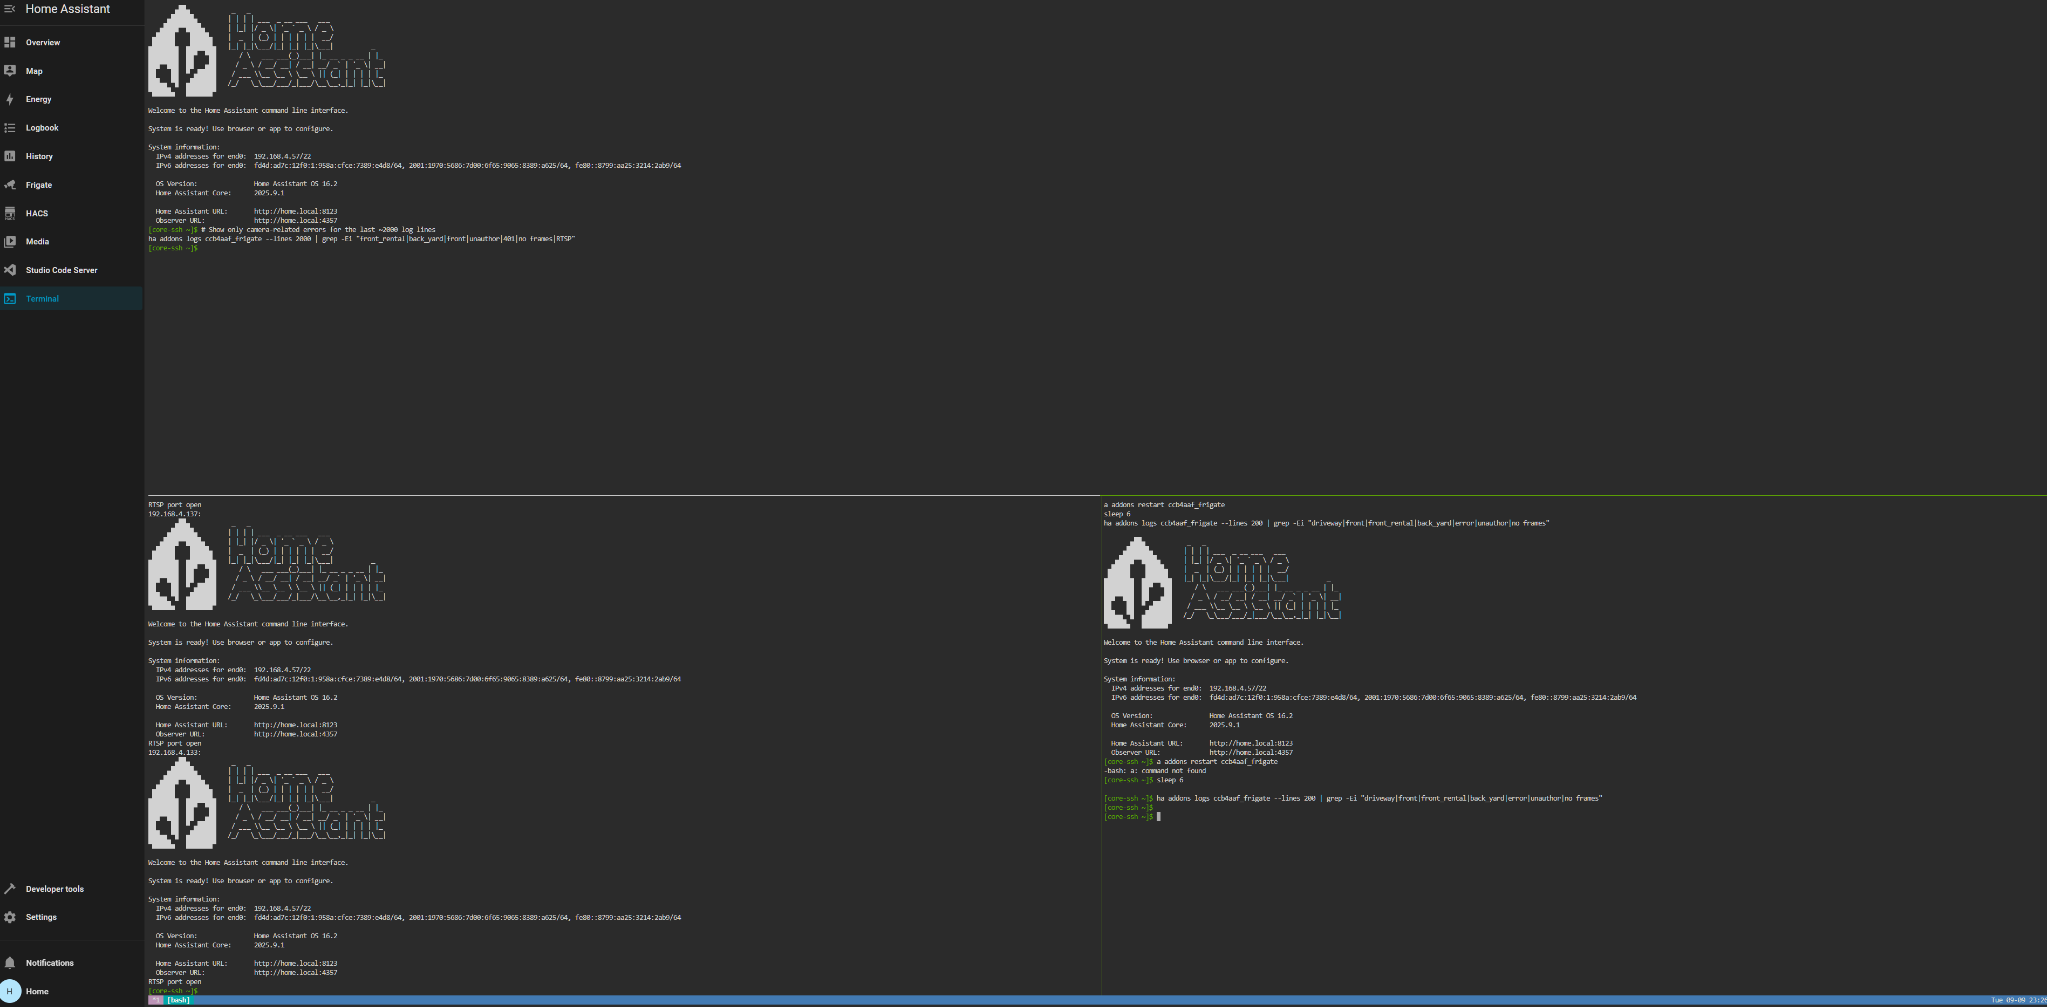 Home Assistant
Overview
Map
Energy
Logbook
History
Frigate
HACS
Media
Studio Code Server
Terminal
Developer tools
Settings
Notifications
H Home
Home
Assistant
Welcome to the Home Assistant command line interface.
System is ready! Use browser or app to configure.
System information:
IPv4 addresses for end0: 192.168.4.57/22
IPv6 addresses for end0: fd4d:ad7c:12f0:1:958a:cfce:7389:e4d8/64, 2001:1970:5686:7d00:6f65:9065:8389:a625/64, fe80::8799:aa25:3214:2ab9/64
OS Version: Home Assistant OS 16.2
Home Assistant Core: 2025.9.1
Home Assistant URL: http://home.local:8123
Observer URL: http://home.local:4357
[core-ssh ~]$ # Show only camera-related errors for the last ~2000 log lines
ha addons logs ccb4aaf_frigate --lines 2000 | grep -Ei "front_rental|back_yard|front|unauthor|401|no frames|RTSP"
[core-ssh ~]$
RTSP port open
192.168.4.137:
Home
Assistant
Welcome to the Home Assistant command line interface.
System is ready! Use browser or app to configure.
System information:
IPv4 addresses for end0: 192.168.4.57/22
IPv6 addresses for end0: fd4d:ad7c:12f0:1:958a:cfce:7389:e4d8/64, 2001:1970:5686:7d00:6f65:9065:8389:a625/64, fe80::8799:aa25:3214:2ab9/64
OS Version: Home Assistant OS 16.2
Home Assistant Core: 2025.9.1
Home Assistant URL: http://home.local:8123
Observer URL: http://home.local:4357
RTSP port open
192.168.4.133:
Home
Assistant
Welcome to the Home Assistant command line interface.
System is ready! Use browser or app to configure.
System information:
IPv4 addresses for end0: 192.168.4.57/22
IPv6 addresses for end0: fd4d:ad7c:12f0:1:958a:cfce:7389:e4d8/64, 2001:1970:5686:7d00:6f65:9065:8389:a625/64, fe80::8799:aa25:3214:2ab9/64
OS Version: Home Assistant OS 16.2
Home Assistant Core: 2025.9.1
Home Assistant URL: http://home.local:8123
Observer URL: http://home.local:4357
RTSP port open
[core-ssh ~]$
a addons restart ccb4aaf_frigate
sleep 6
ha addons logs ccb4aaf_frigate --lines 200 | grep -Ei "driveway|front|front_rental|back_yard|error|unauthor|no frames"
Home
Assistant
Welcome to the Home Assistant command line interface.
System is ready! Use browser or app to configure.
System information:
IPv4 addresses for end0: 192.168.4.57/22
IPv6 addresses for end0: fd4d:ad7c:12f0:1:958a:cfce:7389:e4d8/64, 2001:1970:5686:7d00:6f65:9065:8389:a625/64, fe80::8799:aa25:3214:2ab9/64
OS Version: Home Assistant OS 16.2
Home Assistant Core: 2025.9.1
Home Assistant URL: http://home.local:8123
Observer URL: http://home.local:4357
[core-ssh ~]$ a addons restart ccb4aaf_frigate
-bash: a: command not found
[core-ssh ~]$ sleep 6
[core-ssh ~]$ ha addons logs ccb4aaf_frigate --lines 200 | grep -Ei "driveway|front|front_rental|back_yard|error|unauthor|no frames"
[core-ssh ~]$
[core-ssh ~]$
[bash]
Tue 09-09 23:2